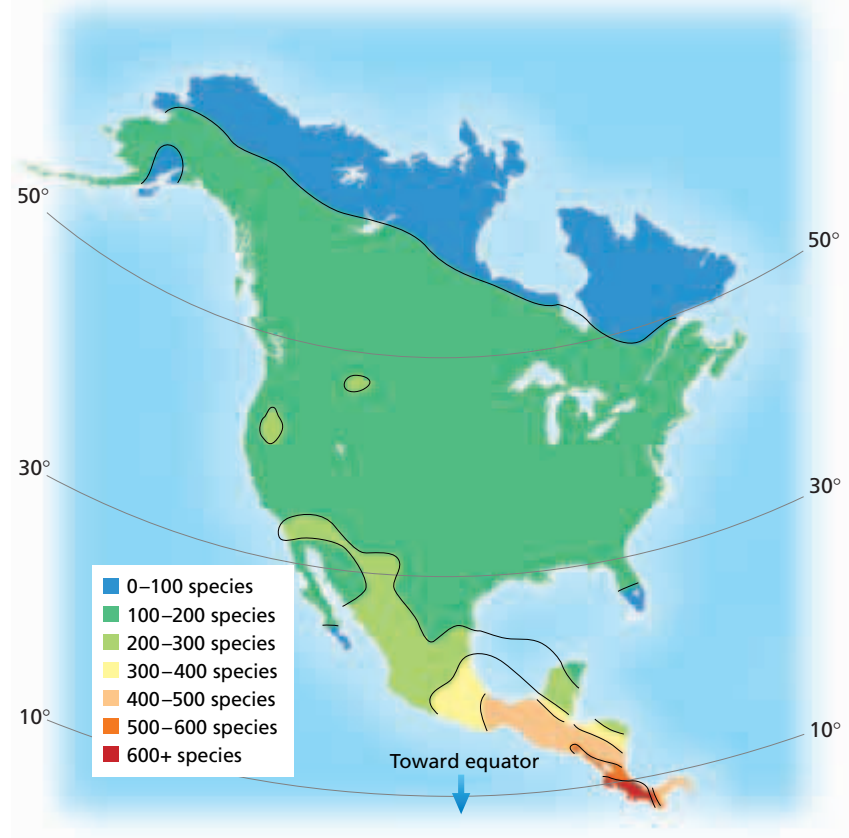 50°
50°
30°
30°
0–100 species
100–200 species
200–300 species
300–400 species
400–500 species
500–600 species
600+ species
10°
10°
Toward equator